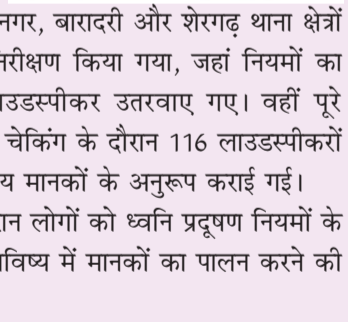 नगर, बारादरी और शेरगढ़ थाना क्षेत्रों
निरीक्षण किया गया, जहां नियमों का
लाउडस्पीकर उतरवाए गए। वहीं पूरे
चेकिंग के दौरान 116 लाउडस्पीकरों
य मानकों के अनुरूप कराई गई।
लोगों को ध्वनि प्रदूषण नियमों के
में मानकों का पालन करने की